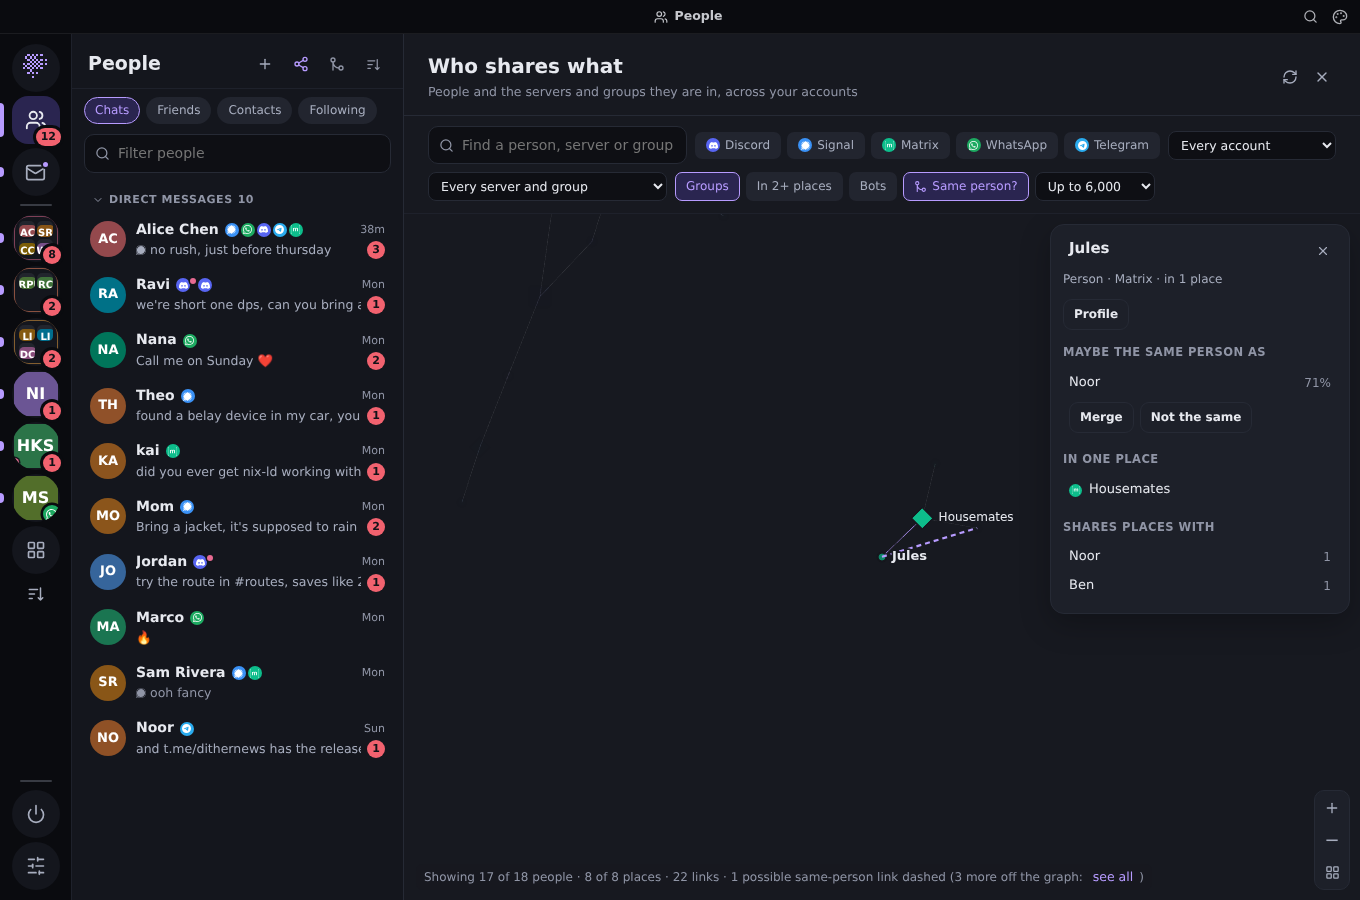 People
People
Chats
Friends
Contacts
Following
Filter people
DIRECT MESSAGES 10
Alice Chen
38m
no rush, just before thursday
3
Ravi
Mon
we're short one dps, can you bring
1
Nana
Mon
Call me on Sunday ❤️
2
Theo
Mon
found a belay device in my car, you
1
kai
Mon
did you ever get nix-ld working with
1
Mom
Mon
Bring a jacket, it's supposed to rain
2
Jordan
Mon
try the route in #routes, saves like
1
Marco
Mon
🔥
Sam Rivera
Mon
ooh fancy
Noor
Sun
and t.me/dithernews has the release
1
12
AC SR
CC
8
RP RC
2
LI LI
DC
2
NI
1
HKS
1
MS
AC
RA
NA
TH
KA
MO
JO
MA
SR
NO
Who shares what
People and the servers and groups they are in, across your accounts
Find a person, server or group
Discord
Signal
Matrix
WhatsApp
Telegram
Every account
Every server and group
Groups
In 2+ places
Bots
Same person?
Up to 6,000
Housemates
Jules
Jules
Person · Matrix · in 1 place
Profile
MAYBE THE SAME PERSON AS
Noor
71%
Merge
Not the same
IN ONE PLACE
Housemates
SHARES PLACES WITH
Noor
1
Ben
1
Showing 17 of 18 people · 8 of 8 places · 22 links · 1 possible same-person link dashed (3 more off the graph: see all )